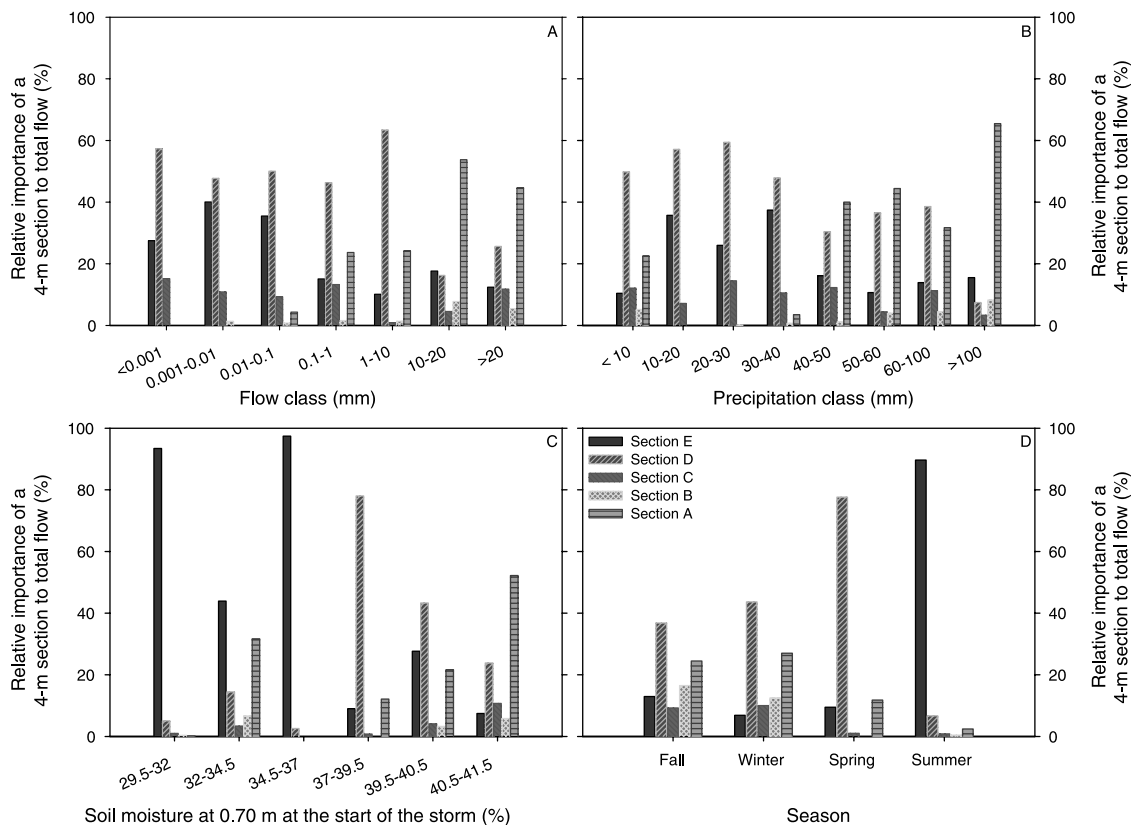 Relative importance of a
4-m section to total flow (%)
100
80
60
40
20
0
A
<0.001
0.001-0.01
0.01-0.1
0.1-1
1-10
10-20
>20
Flow class (mm)
B
100
80
60
40
20
0
Relative importance of a
4-m section to total flow (%)
< 10
10-20
20-30
30-40
40-50
50-60
60-100
>100
Precipitation class (mm)
Relative importance of a
4-m section to total flow (%)
100
80
60
40
20
0
C
29.5-32
32-34.5
34.5-37
37-39.5
39.5-40.5
40.5-41.5
Soil moisture at 0.70 m at the start of the storm (%)
D
Section E
Section D
Section C
Section B
Section A
100
80
60
40
20
0
Relative importance of a
4-m section to total flow (%)
Fall
Winter
Spring
Summer
Season